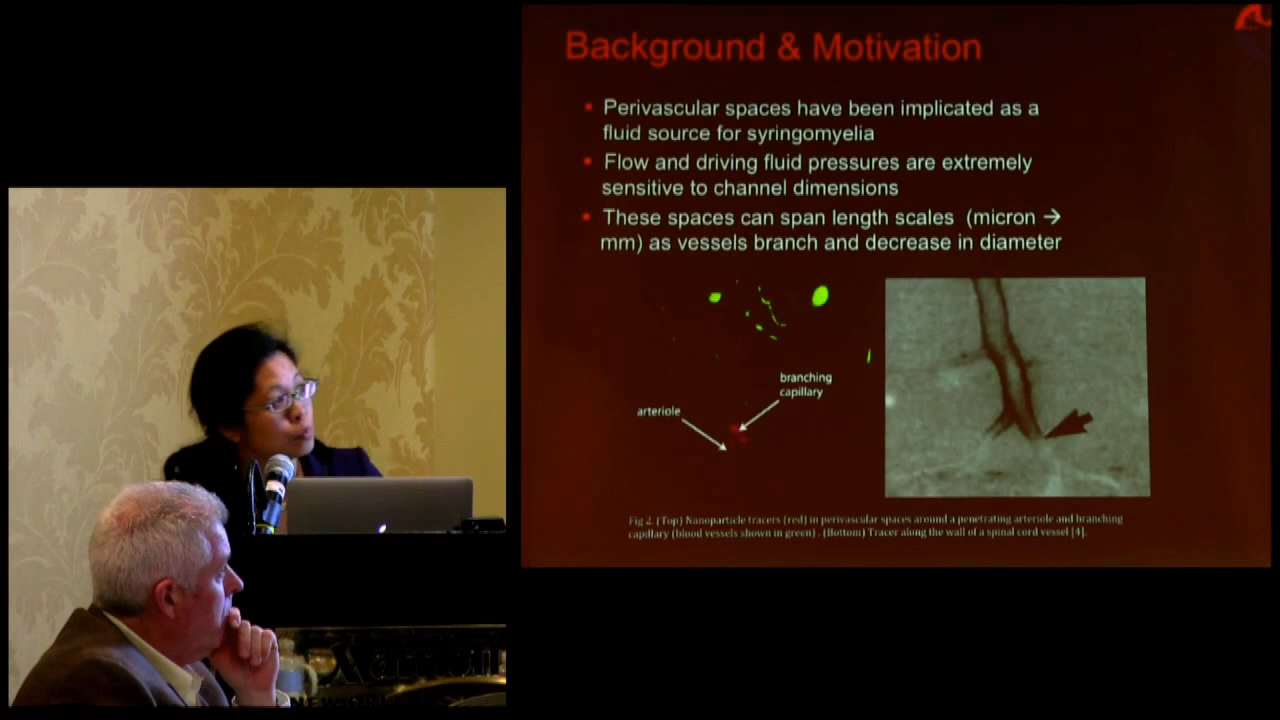 Background & Motivation
• Perivascular spaces have been implicated as a
fluid source for syringomyelia
• Flow and driving fluid pressures are extremely
sensitive to channel dimensions
• These spaces can span length scales (micron →
mm) as vessels branch and decrease in diameter
branching
capillary
arteriole
Fig 2. (Top) Nanoparticle tracers (red) in perivascular spaces around a penetrating arteriole and branching
capillary (blood vessels shown in green) . (Bottom) Tracer along the wall of a spinal cord vessel [4].